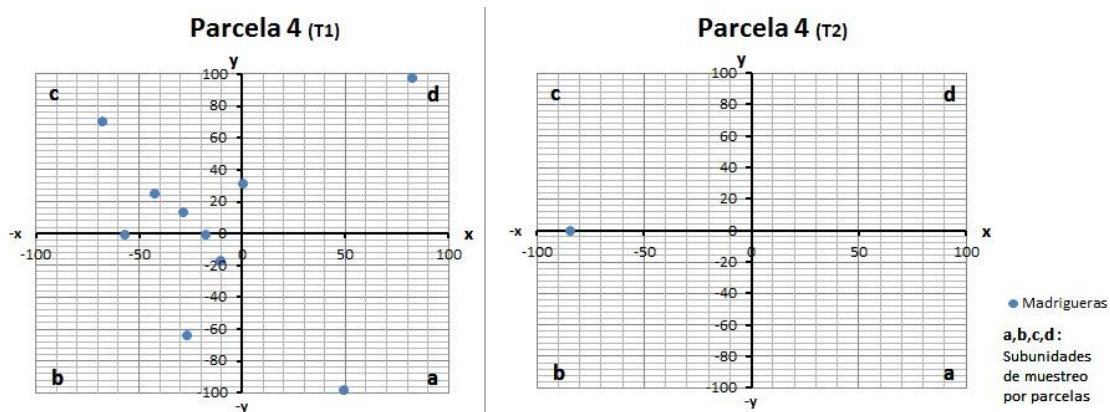 Parcela 4 (T1)
y
100
c
d
80
60
40
20
-x
0
x
-100
-50
0
50
100
-20
-40
-60
-80
b
a
-100
-y
Parcela 4 (T2)
y
100
c
d
80
60
40
20
-x
0
x
-100
-50
0
50
100
-20
-40
-60
-80
b
a
-100
-y
Madrigueras
a,b,c,d :
Subunidades
de muestreo
por parcelas